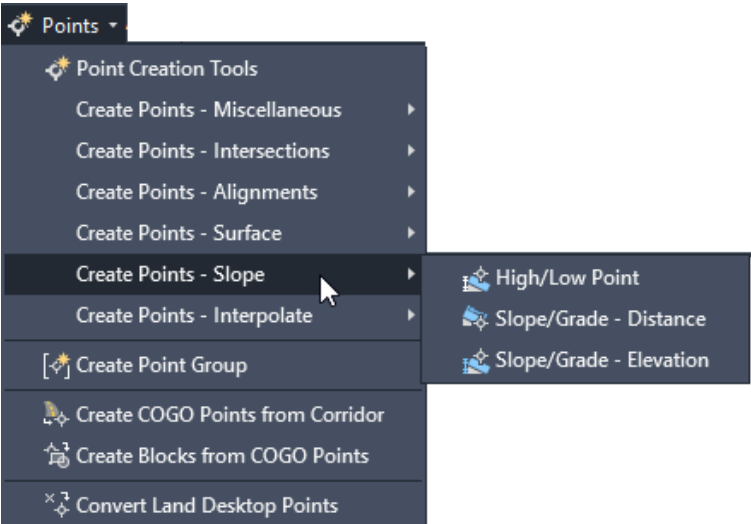 Points
Point Creation Tools
Create Points - Miscellaneous
Create Points - Intersections
Create Points - Alignments
Create Points - Surface
Create Points - Slope
Create Points - Interpolate
Create Point Group
Create COGO Points from Corridor
Create Blocks from COGO Points
Convert Land Desktop Points
High/Low Point
Slope/Grade - Distance
Slope/Grade - Elevation